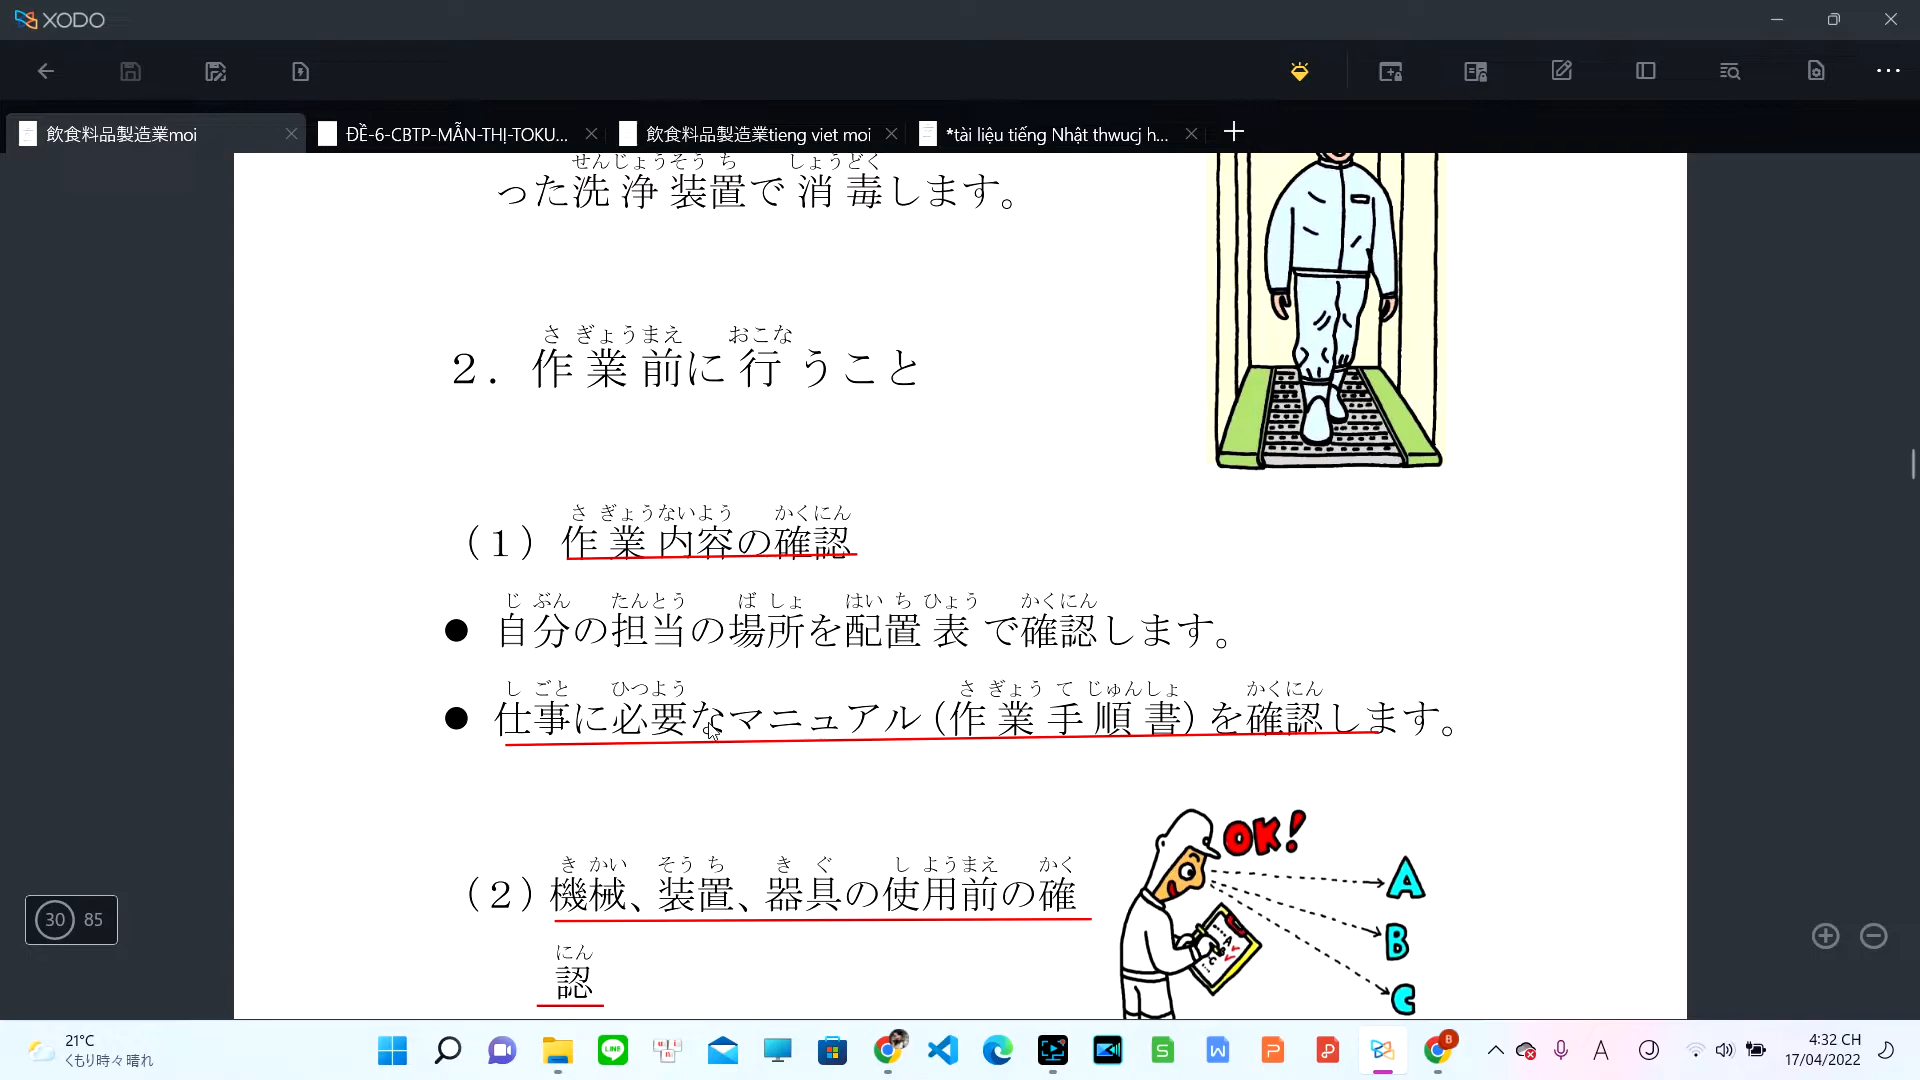 XODO
飲食料品製造業moi
ĐỀ-6-CBTP-MẪN-THỊ-TOKU...
飲食料品製造業tieng viet moi
*tài liệu tiếng Nhật thwucj h...
せんじょうそうち しょうどく
った洗浄装置で消毒します。
さぎょうまえ おこな
２．作業前に行うこと
さぎょうないよう かくにん
（１）作業内容の確認
じぶん たんとう ばしょ はいちひょう かくにん
● 自分の担当の場所を配置表で確認します。
しごと ひつよう さぎょうてじゅんしょ かくにん
● 仕事に必要なマニュアル（作業手順書）を確認します。
きかい そうち きぐ しようまえ かく
（２）機械、装置、器具の使用前の確
にん
認
OK!
A
B
C
30 85
21°C
くもり時々晴れ
4:32 CH
17/04/2022